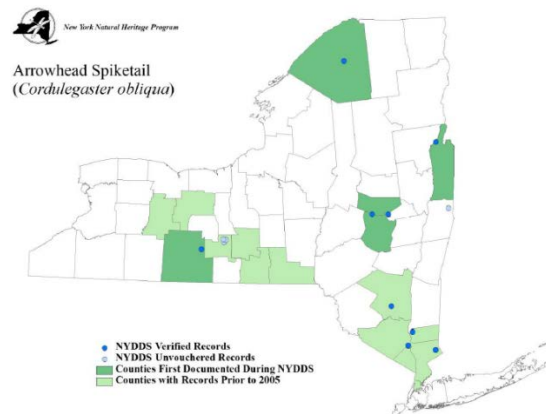 New York Natural Heritage Program
Arrowhead Spiketail
(Cordulegaster obliqua)
NYDDS Verified Records
NYDDS Unvouchered Records
Counties First Documented During NYDDS
Counties with Records Prior to 2005